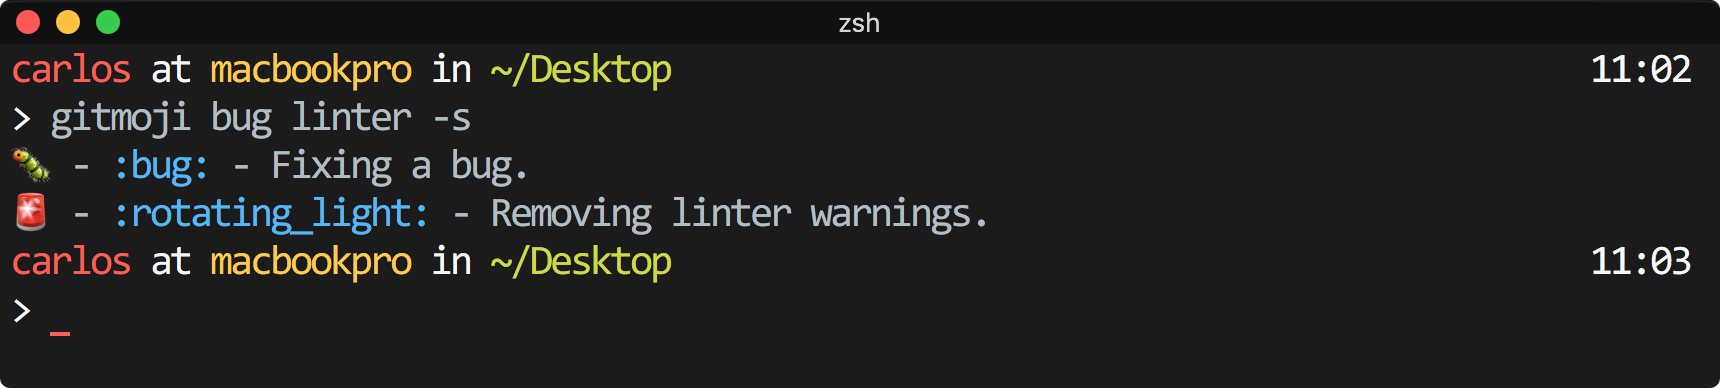 zsh
carlos at macbookpro in ~/Desktop 11:02
> gitmoji bug linter -s
🐛 - :bug: - Fixing a bug.
🚨 - :rotating_light: - Removing linter warnings.
carlos at macbookpro in ~/Desktop 11:03
> _